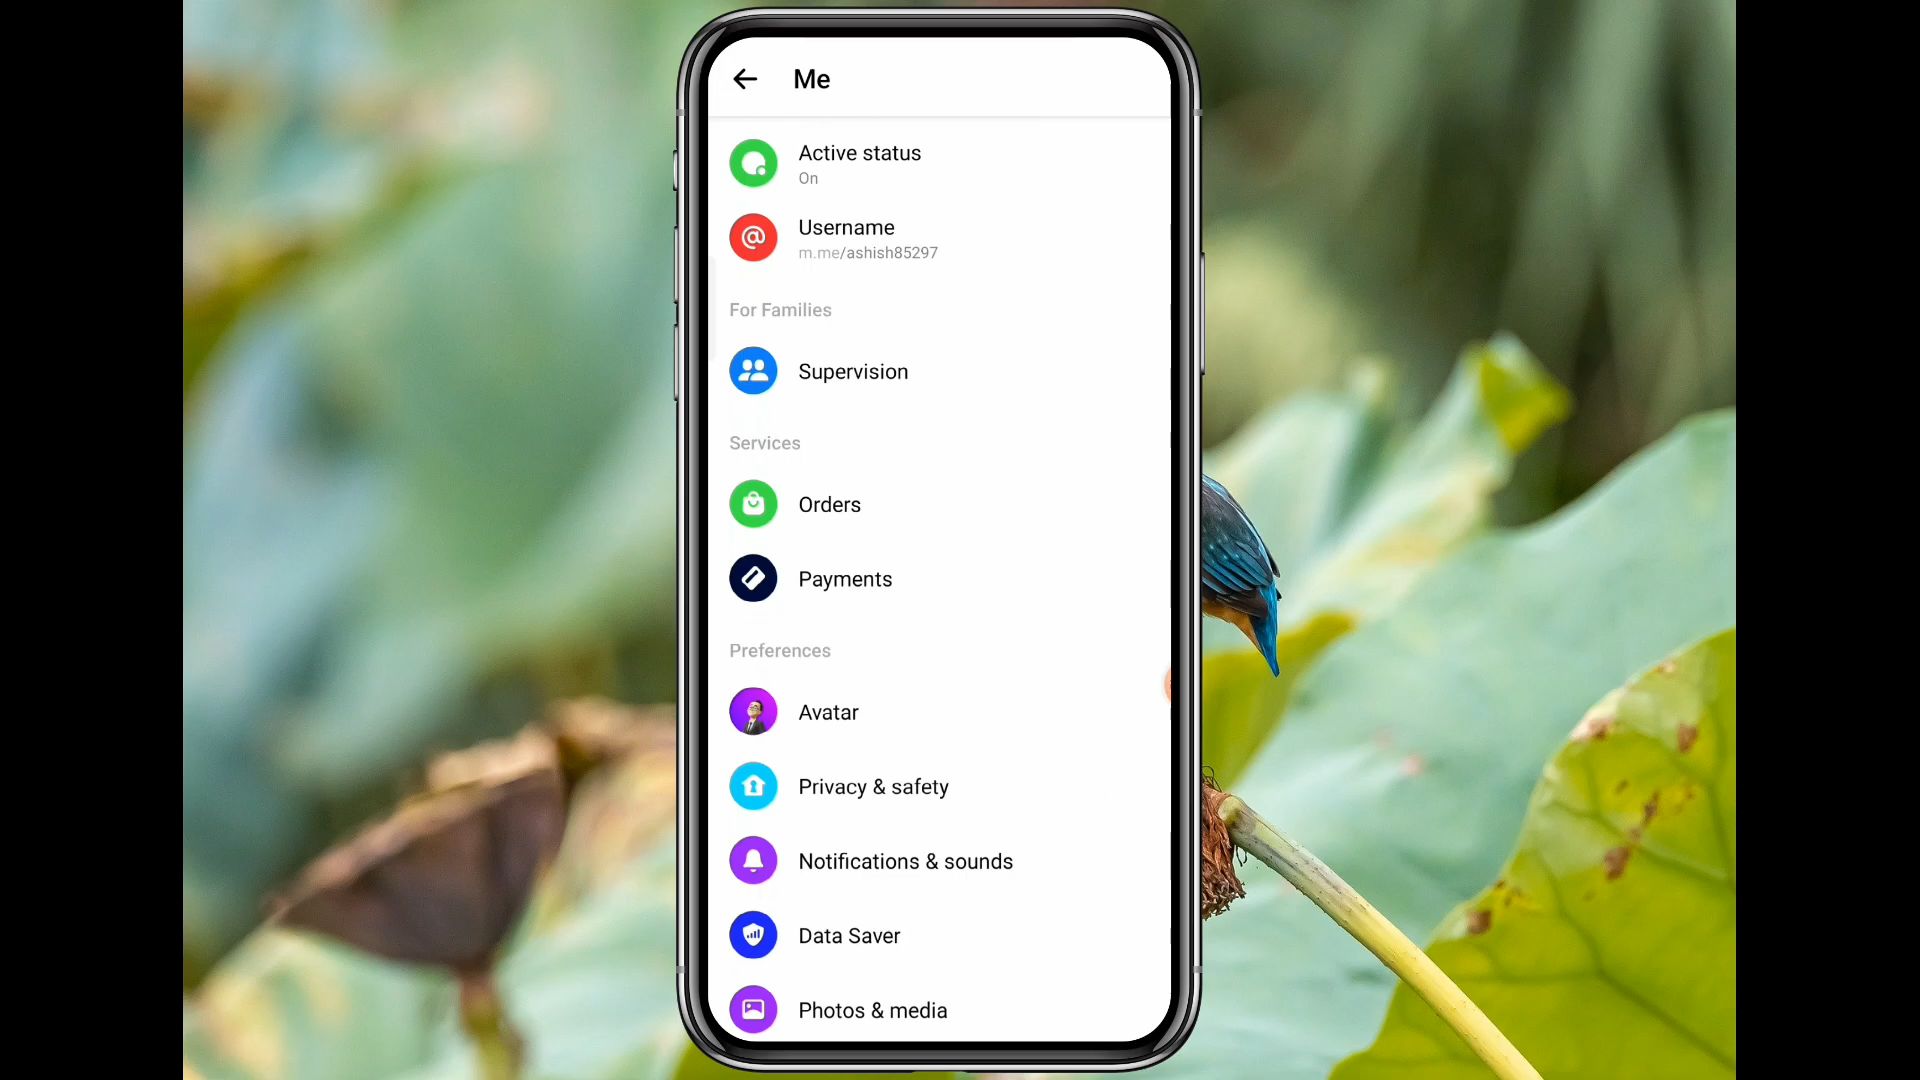 Me
Active status
On
Username
m.me/ashish85297
For Families
Supervision
Services
Orders
Payments
Preferences
Avatar
Privacy & safety
Notifications & sounds
Data Saver
Photos & media